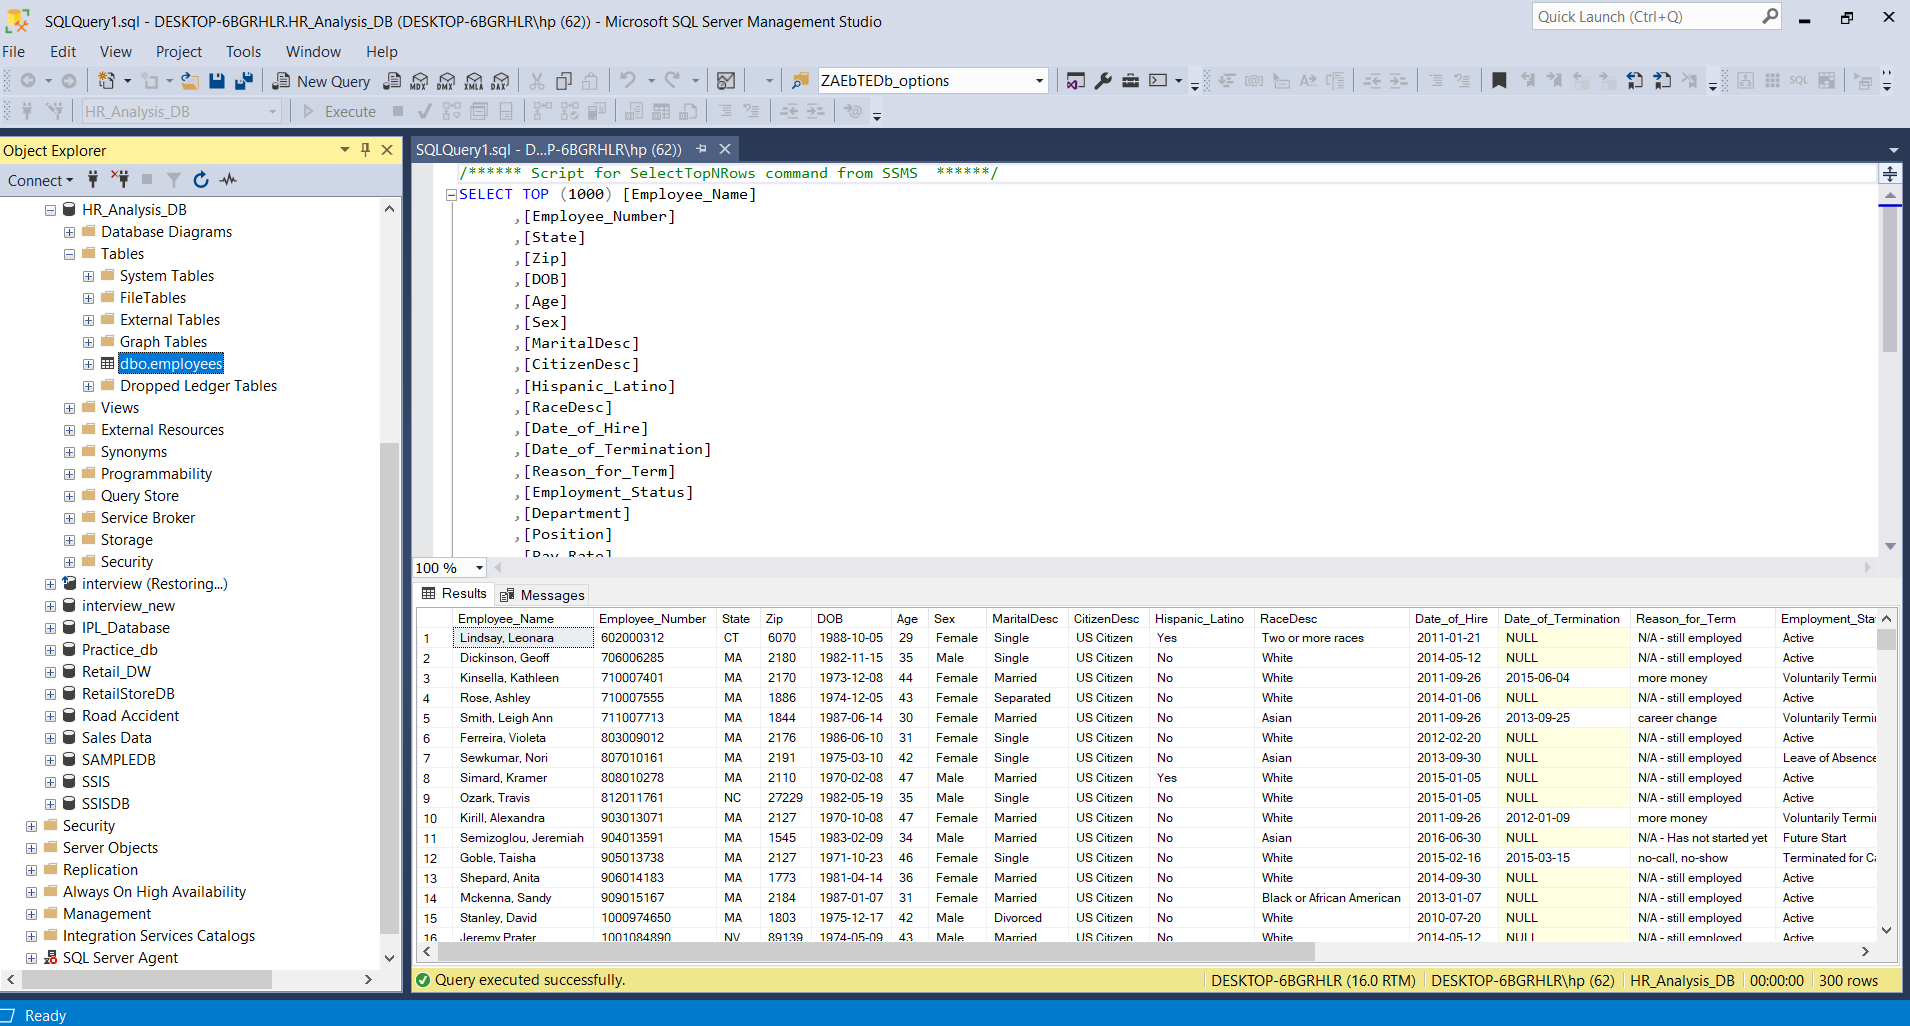 SQLQuery1.sql - DESKTOP-6BGRHLR.HR_Analysis_DB (DESKTOP-6BGRHLR\hp (62)) - Microsoft SQL Server Management Studio
Quick Launch (Ctrl+Q)
File Edit View Project Tools Window Help
New Query MDX DMX XMLA DAX ZAEbTEDb_options SQL
HR_Analysis_DB Execute
Object Explorer
Connect
HR_Analysis_DB
Database Diagrams
Tables
System Tables
FileTables
External Tables
Graph Tables
dbo.employees
Dropped Ledger Tables
Views
External Resources
Synonyms
Programmability
Query Store
Service Broker
Storage
Security
interview (Restoring...)
interview_new
IPL_Database
Practice_db
Retail_DW
RetailStoreDB
Road Accident
Sales Data
SAMPLEDB
SSIS
SSISDB
Security
Server Objects
Replication
Always On High Availability
Management
Integration Services Catalogs
SQL Server Agent
SQLQuery1.sql - D...P-6BGRHLR\hp (62))
/****** Script for SelectTopNRows command from SSMS ******/
SELECT TOP (1000) [Employee_Name]
,[Employee_Number]
,[State]
,[Zip]
,[DOB]
,[Age]
,[Sex]
,[MaritalDesc]
,[CitizenDesc]
,[Hispanic_Latino]
,[RaceDesc]
,[Date_of_Hire]
,[Date_of_Termination]
,[Reason_for_Term]
,[Employment_Status]
,[Department]
,[Position]
,[Pay_Rate]
100 %
Results Messages
Employee_Name Employee_Number State Zip DOB Age Sex MaritalDesc CitizenDesc Hispanic_Latino RaceDesc Date_of_Hire Date_of_Termination Reason_for_Term Employment_Sta
1 Lindsay, Leonara 602000312 CT 6070 1988-10-05 29 Female Single US Citizen Yes Two or more races 2011-01-21 NULL N/A - still employed Active
2 Dickinson, Geoff 706006285 MA 2180 1982-11-15 35 Male Single US Citizen No White 2014-05-12 NULL N/A - still employed Active
3 Kinsella, Kathleen 710007401 MA 2170 1973-12-08 44 Female Married US Citizen No White 2011-09-26 2015-06-04 more money Voluntarily Termi
4 Rose, Ashley 710007555 MA 1886 1974-12-05 43 Female Separated US Citizen No White 2014-01-06 NULL N/A - still employed Active
5 Smith, Leigh Ann 711007713 MA 1844 1987-06-14 30 Female Married US Citizen No Asian 2011-09-26 2013-09-25 career change Voluntarily Termi
6 Ferreira, Violeta 803009012 MA 2176 1986-06-10 31 Female Single US Citizen No White 2012-02-20 NULL N/A - still employed Active
7 Sewkumar, Nori 807010161 MA 2191 1975-03-10 42 Female Single US Citizen No Asian 2013-09-30 NULL N/A - still employed Leave of Absence
8 Simard, Kramer 808010278 MA 2110 1970-02-08 47 Male Married US Citizen Yes White 2015-01-05 NULL N/A - still employed Active
9 Ozark, Travis 812011761 NC 27229 1982-05-19 35 Male Single US Citizen No White 2015-01-05 NULL N/A - still employed Active
10 Kirill, Alexandra 903013071 MA 2127 1970-10-08 47 Female Married US Citizen No White 2011-09-26 2012-01-09 more money Voluntarily Termi
11 Semizoglou, Jeremiah 904013591 MA 1545 1983-02-09 34 Male Married US Citizen No Asian 2016-06-30 NULL N/A - Has not started yet Future Start
12 Goble, Taisha 905013738 MA 2127 1971-10-23 46 Female Single US Citizen No White 2015-02-16 2015-03-15 no-call, no-show Terminated for Ca
13 Shepard, Anita 906014183 MA 1773 1981-04-14 36 Female Married US Citizen No White 2014-09-30 NULL N/A - still employed Active
14 Mckenna, Sandy 909015167 MA 2184 1987-01-07 31 Female Married US Citizen No Black or African American 2013-01-07 NULL N/A - still employed Active
15 Stanley, David 1000974650 MA 1803 1975-12-17 42 Male Divorced US Citizen No White 2010-07-20 NULL N/A - still employed Active
16 Jeremy Prater 1001084890 NV 89139 1974-05-09 43 Male Married US Citizen No White 2014-05-12 NULL N/A - still employed Active
Query executed successfully. DESKTOP-6BGRHLR (16.0 RTM) DESKTOP-6BGRHLR\hp (62) HR_Analysis_DB 00:00:00 300 rows
Ready